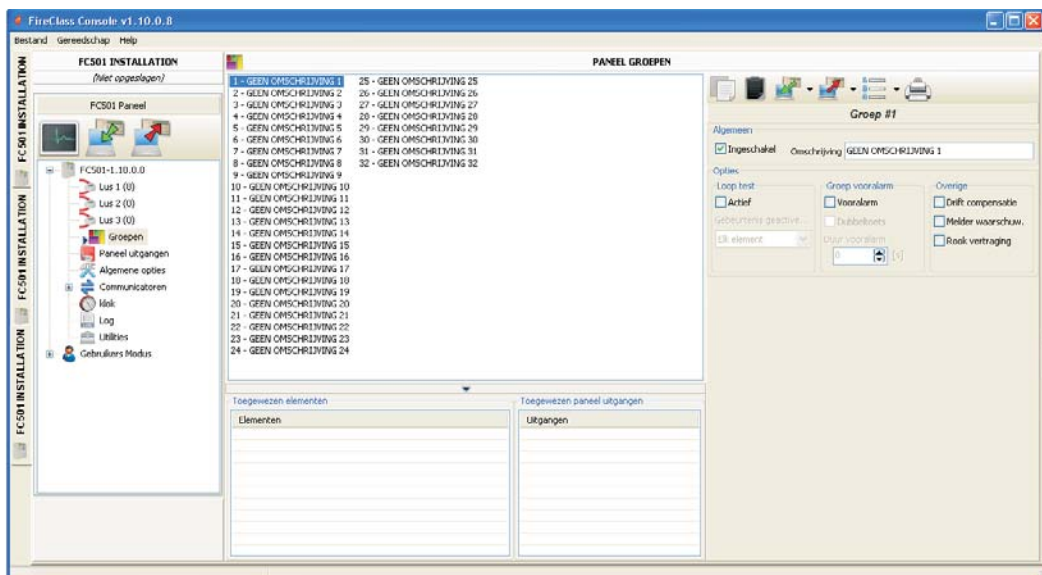 FireClass Console v1.10.0.8
Bestand Gereedschap Help
FC501 INSTALLATION
FC501 INSTALLATION
FC501 INSTALLATION
FC501 INSTALLATION
(Niet opgeslagen)
FC501 Paneel
FC501-1.10.0.0
Lus 1 (0)
Lus 2 (0)
Lus 3 (0)
Groepen
Paneel uitgangen
Algemene opties
Communicatoren
klok
Log
Utilities
Gebruikers Modus
PANEEL GROEPEN
1 - GEEN OMSCHRIJVING 1
2 - GEEN OMSCHRIJVING 2
3 - GEEN OMSCHRIJVING 3
4 - GEEN OMSCHRIJVING 4
5 - GEEN OMSCHRIJVING 5
6 - GEEN OMSCHRIJVING 6
7 - GEEN OMSCHRIJVING 7
8 - GEEN OMSCHRIJVING 8
9 - GEEN OMSCHRIJVING 9
10 - GEEN OMSCHRIJVING 10
11 - GEEN OMSCHRIJVING 11
12 - GEEN OMSCHRIJVING 12
13 - GEEN OMSCHRIJVING 13
14 - GEEN OMSCHRIJVING 14
15 - GEEN OMSCHRIJVING 15
16 - GEEN OMSCHRIJVING 16
17 - GEEN OMSCHRIJVING 17
18 - GEEN OMSCHRIJVING 18
19 - GEEN OMSCHRIJVING 19
20 - GEEN OMSCHRIJVING 20
21 - GEEN OMSCHRIJVING 21
22 - GEEN OMSCHRIJVING 22
23 - GEEN OMSCHRIJVING 23
24 - GEEN OMSCHRIJVING 24
25 - GEEN OMSCHRIJVING 25
26 - GEEN OMSCHRIJVING 26
27 - GEEN OMSCHRIJVING 27
28 - GEEN OMSCHRIJVING 28
29 - GEEN OMSCHRIJVING 29
30 - GEEN OMSCHRIJVING 30
31 - GEEN OMSCHRIJVING 31
32 - GEEN OMSCHRIJVING 32
Toegewezen elementen
Elementen
Toegewezen paneel uitgangen
Uitgangen
Groep #1
Algemeen
Ingeschakel Omschrijving GEEN OMSCHRIJVING 1
Opties
Loop test
Actief
Gebeurtenis geactive...
Elk element
Groep vooralarm
Vooralarm
Dubbeltoets
Duur vooralarm
0 [s]
Overige
Drift compensatie
Melder waarschuw.
Rook vertraging